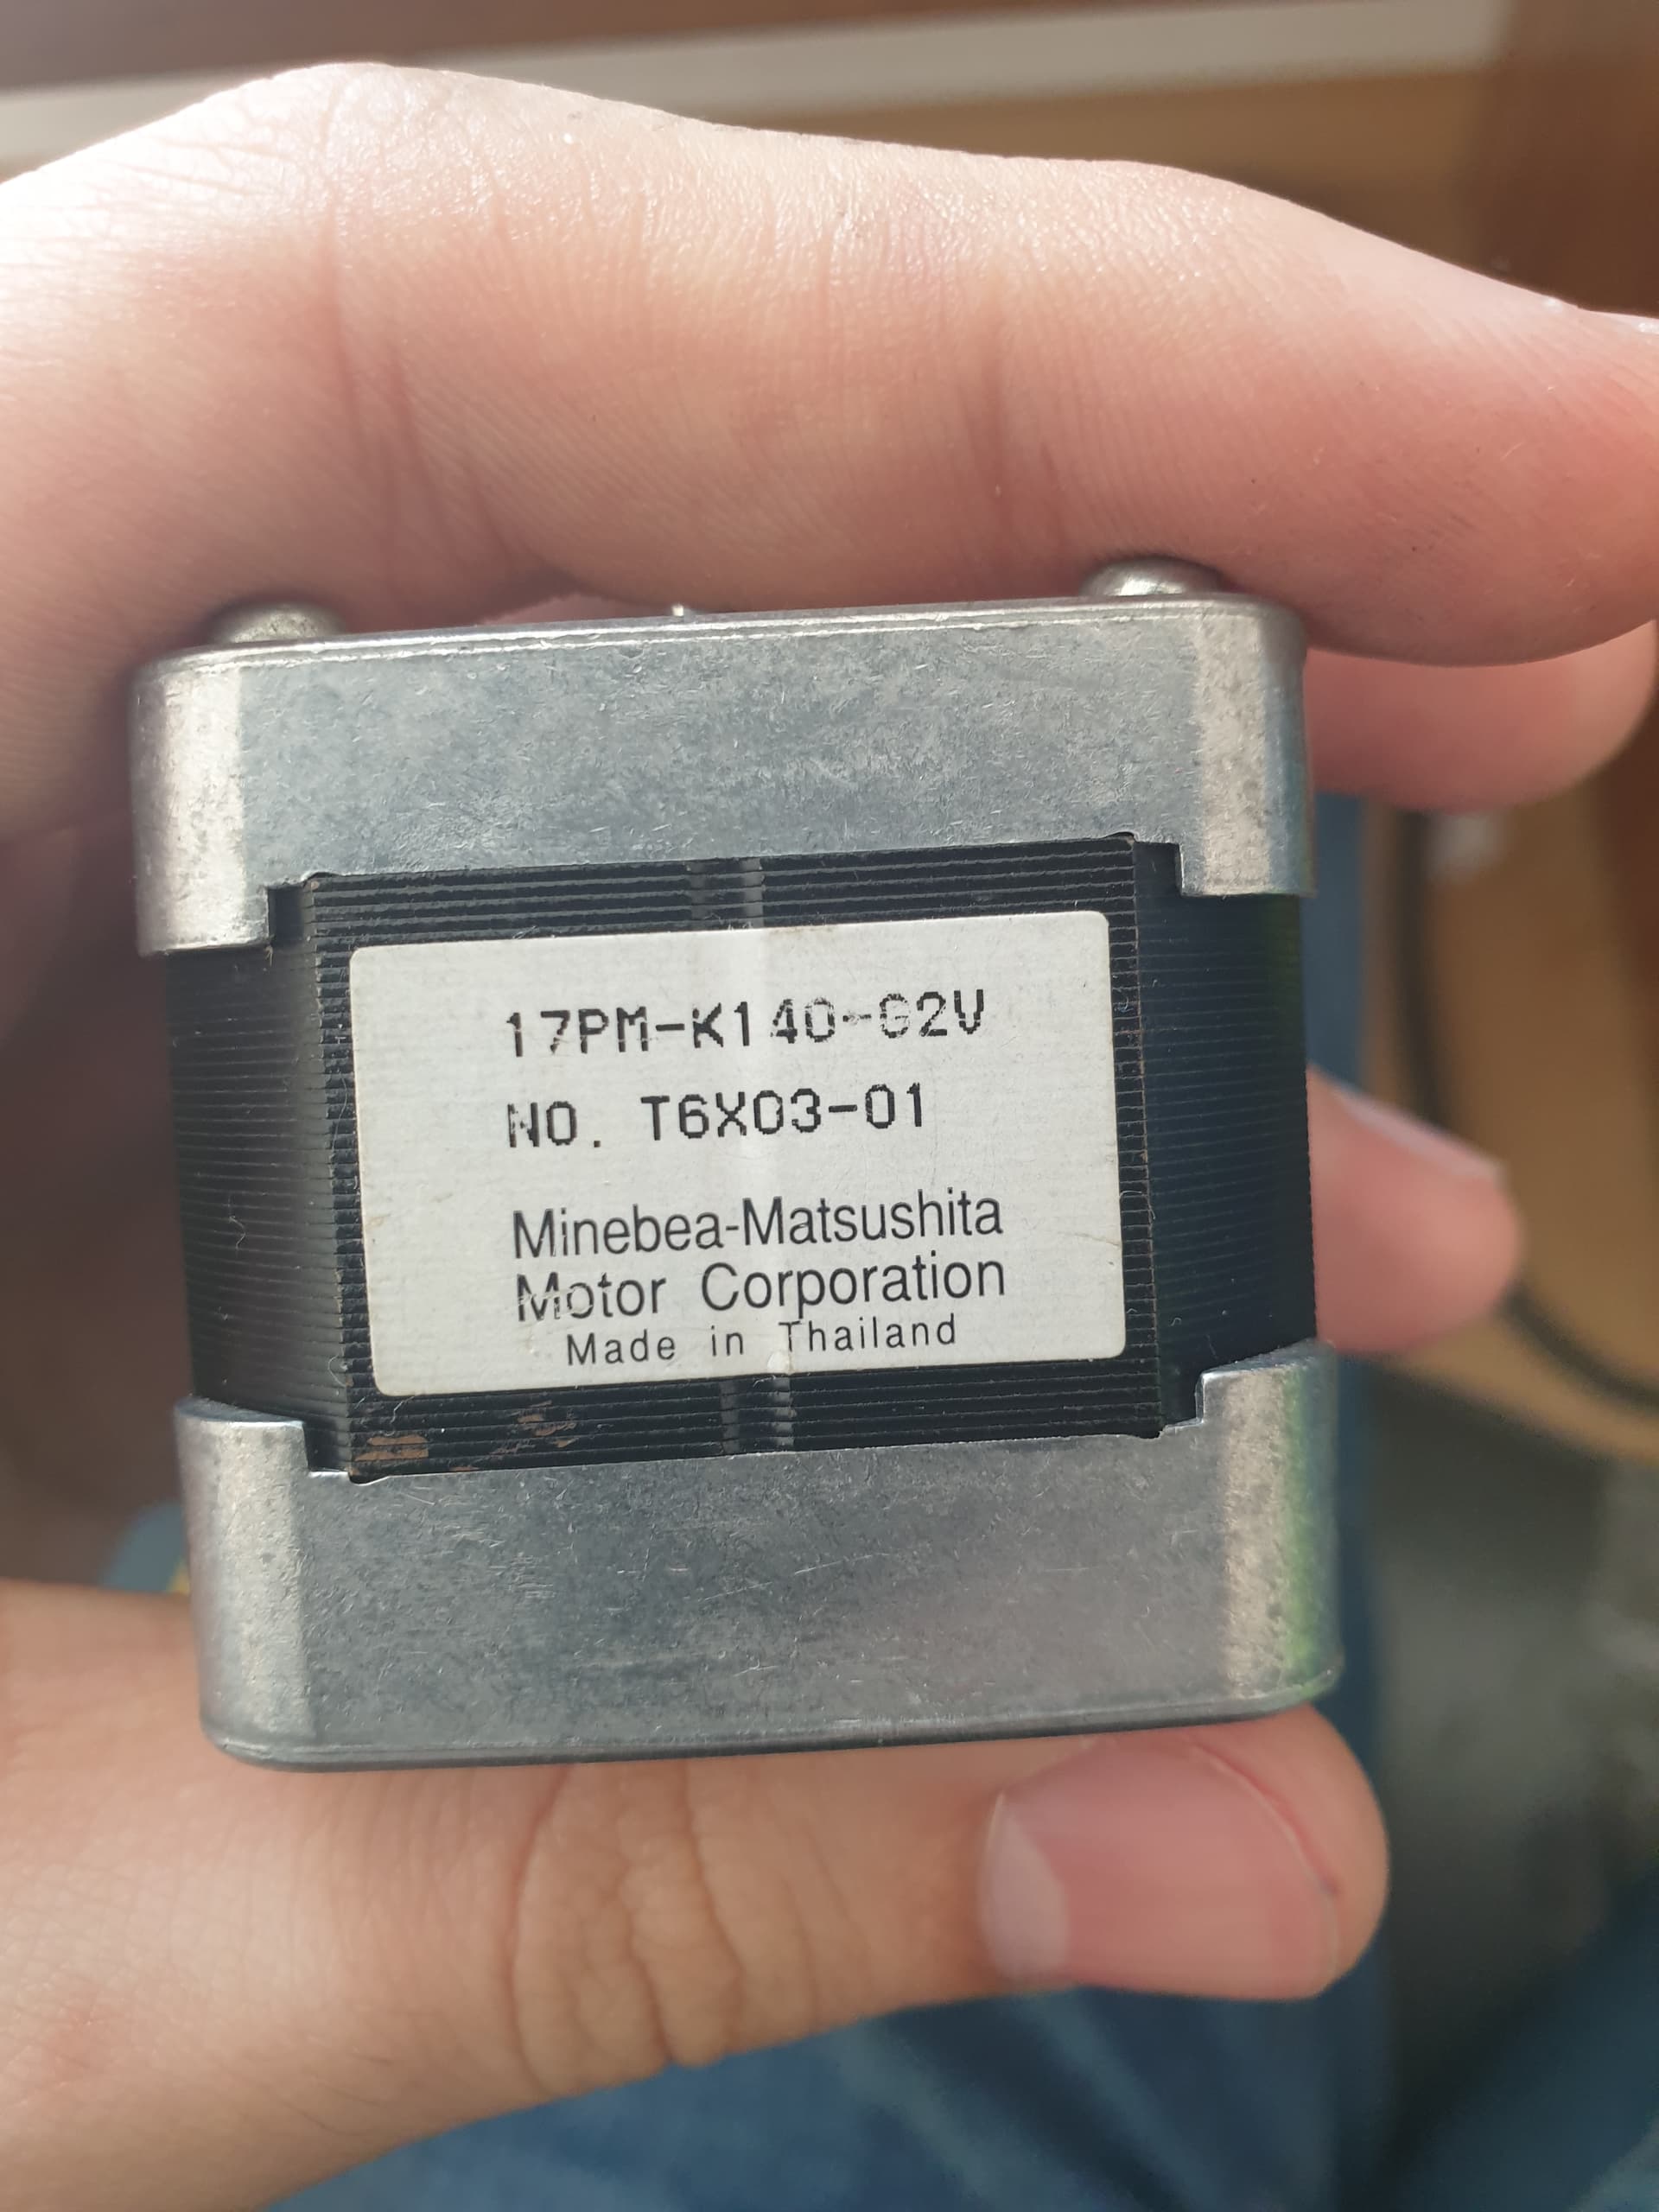 17PM-K140-G2V
NO. T6X03-01
Minebea-Matsushita
Motor Corporation
Made in Thailand